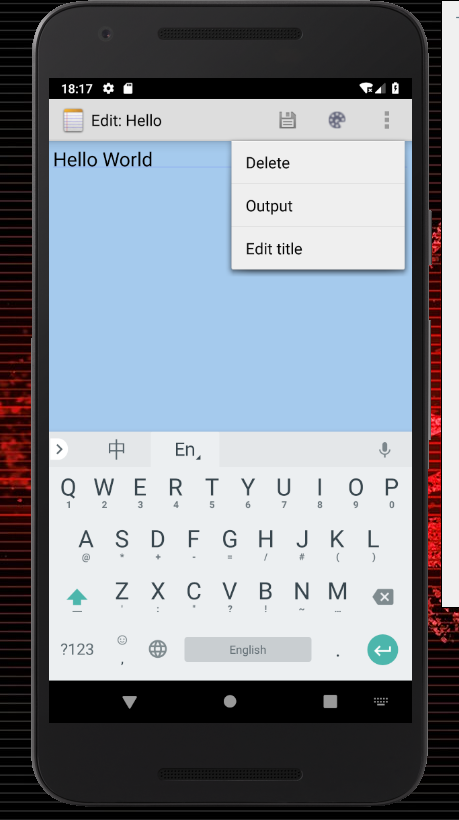 18:17
Edit: Hello
Hello World
Delete
Output
Edit title
中 En
Q W E R T Y U I O P
1 2 3 4 5 6 7 8 9 0
A S D F G H J K L
@ * + - = / # ( )
Z X C V B N M
' : " ? ! ~ …
?123 , English .